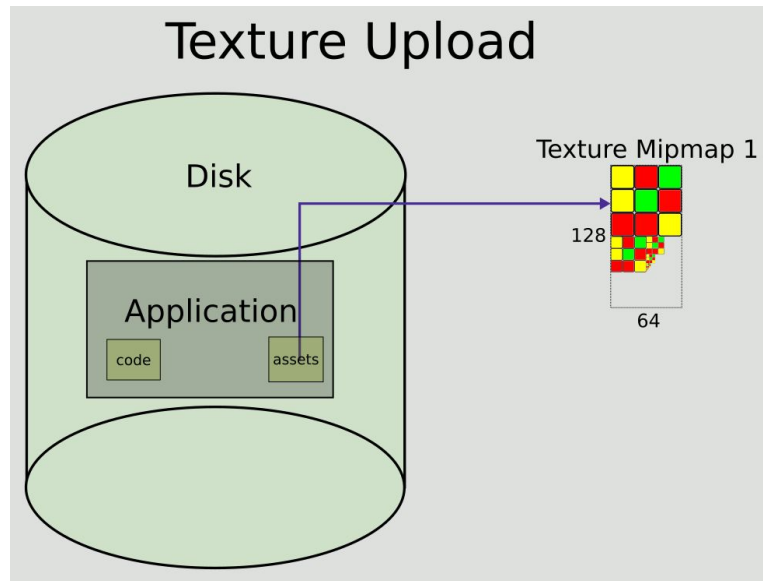 Texture Upload
Texture Mipmap 1
Disk
128
Application
64
code
assets